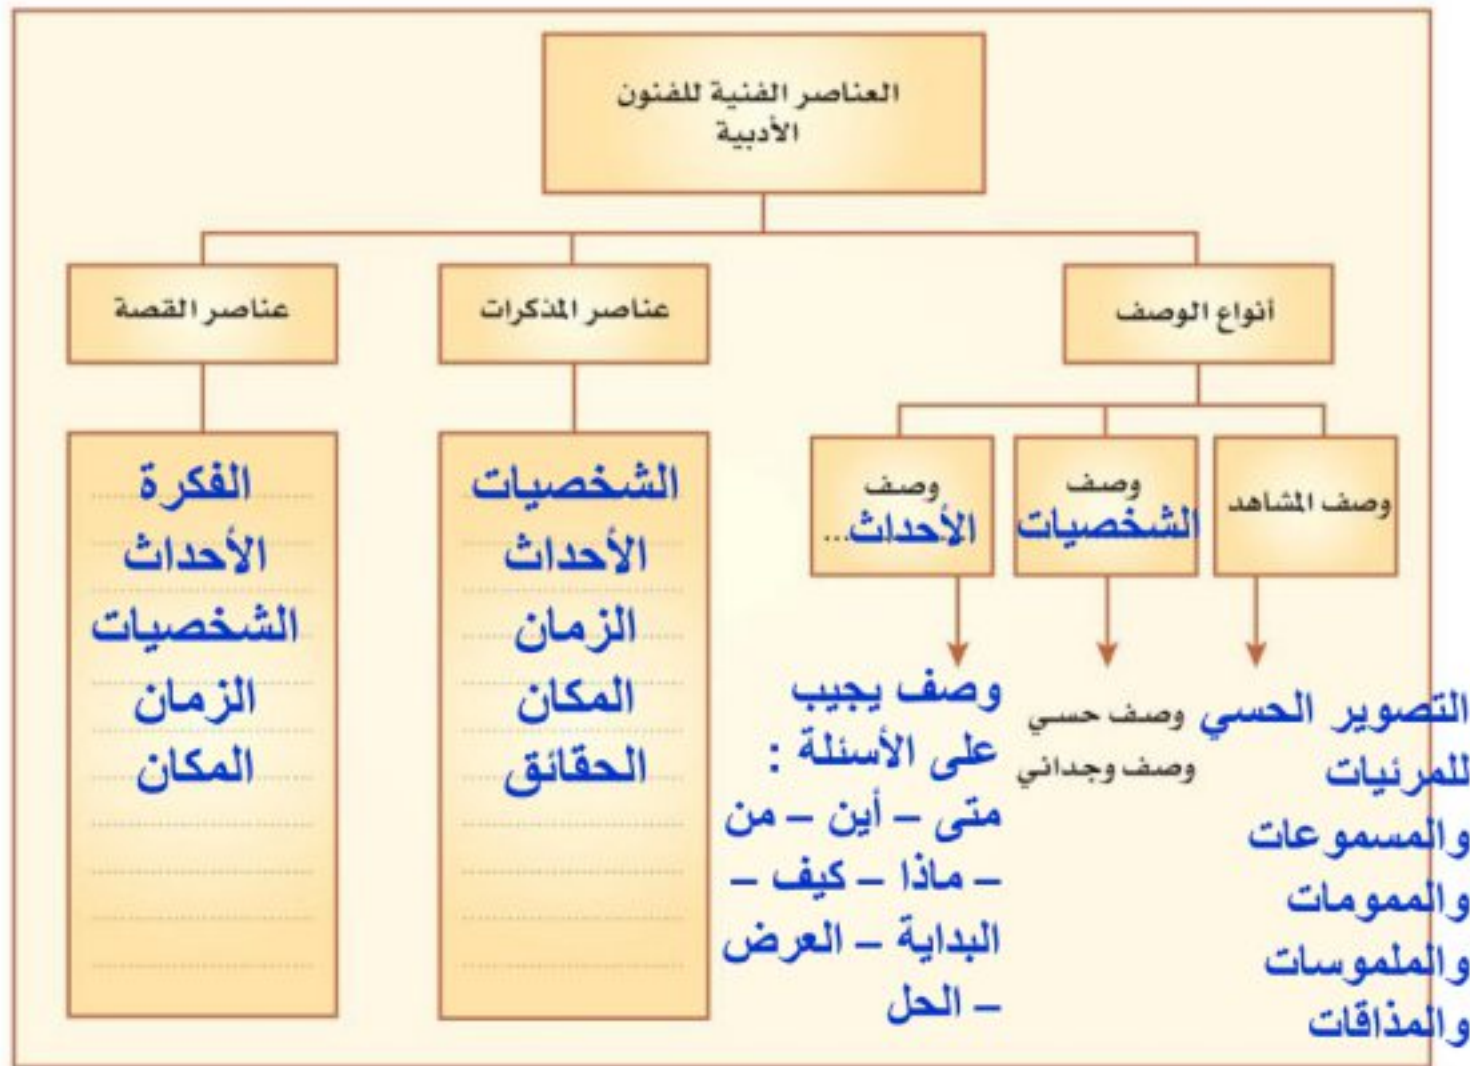 العناصر الفنية للفنون
الأدبية
أنواع الوصف
عناصر المذكرات
عناصر القصة
وصف المشاهد
وصف
الشخصيات
وصف
الأحداث...
التصوير الحسي
للمرئيات
والمسموعات
والممومات
والملموسات
والمذاقات
وصف حسي
وصف وجداني
وصف يجيب
على الأسئلة :
متى – أين – من
– ماذا – كيف –
البداية – العرض
– الحل
الشخصيات
الأحداث
الزمان
المكان
الحقائق
الفكرة
الأحداث
الشخصيات
الزمان
المكان